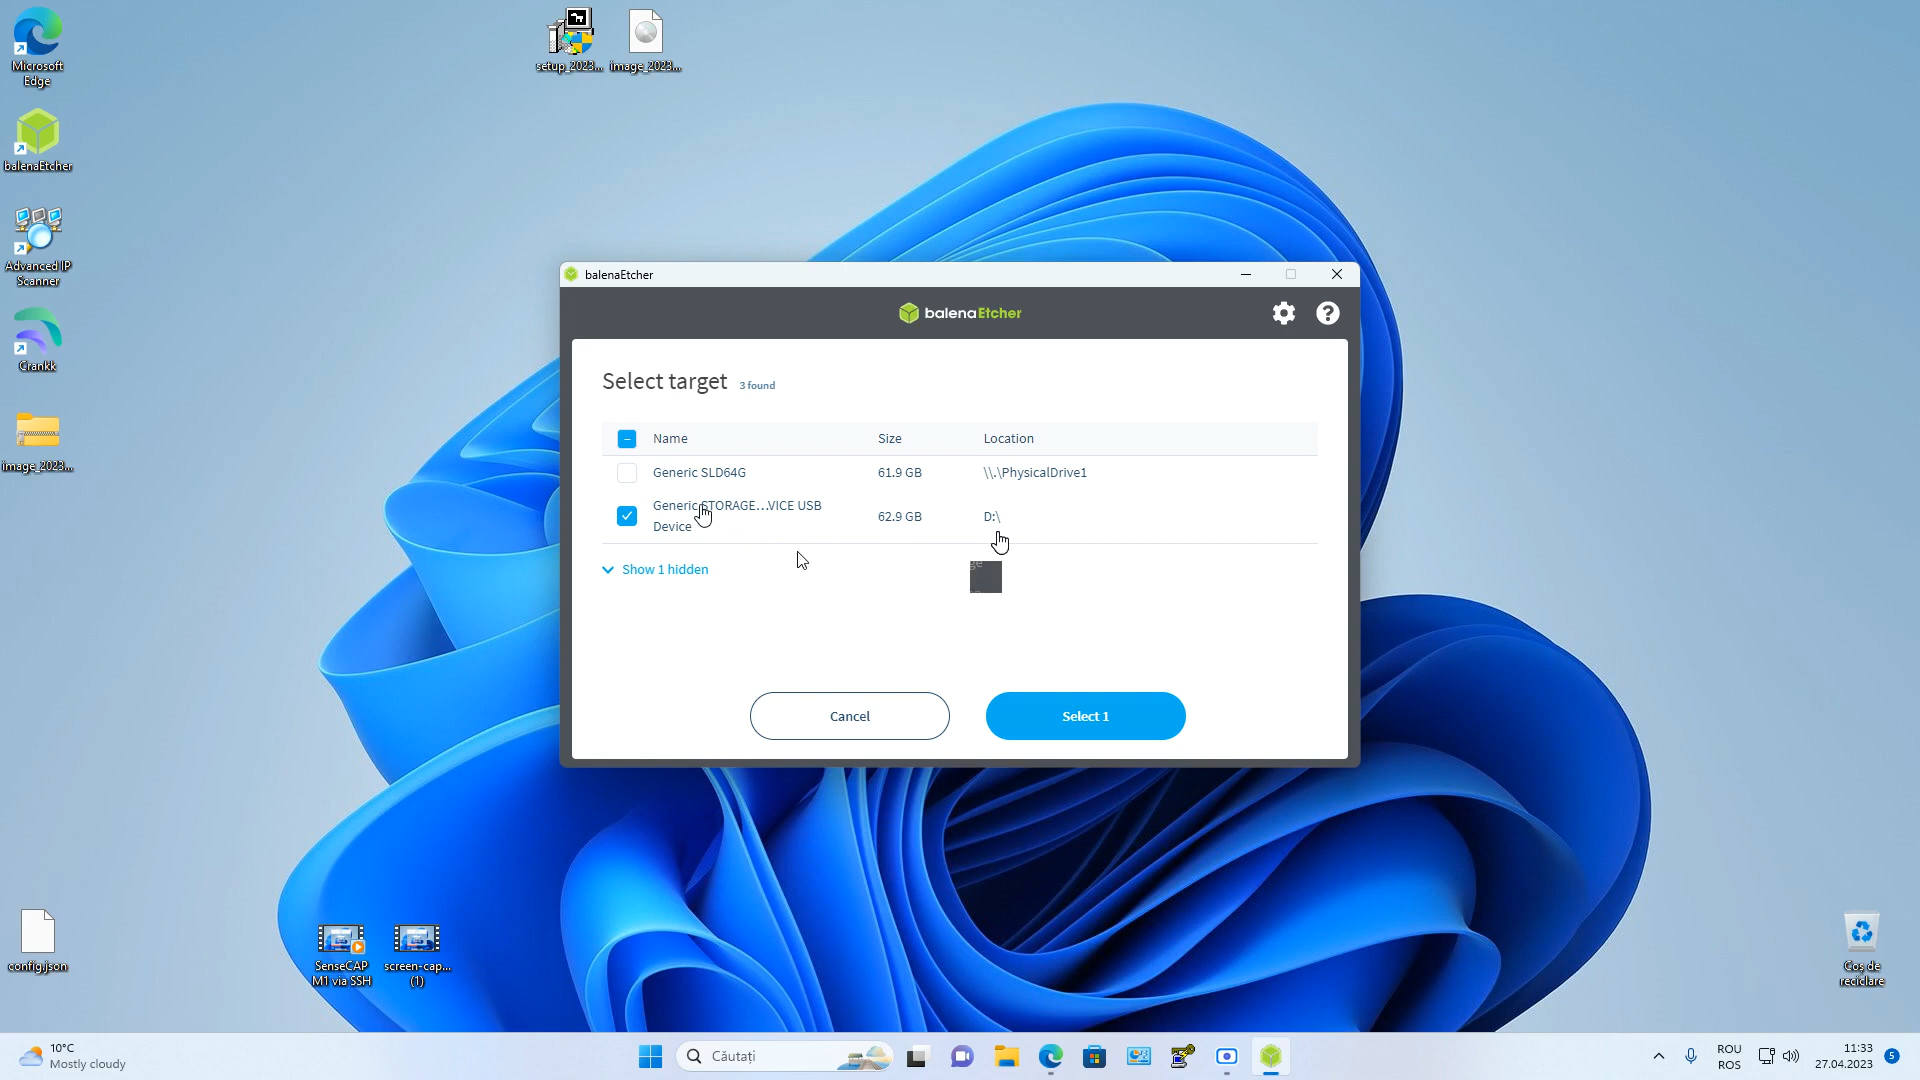 Microsoft
Edge
balenaEtcher
Advanced IP
Scanner
Crankk
image_2023...
setup_2023...
image_2023...
balenaEtcher
balenaEtcher
Select target 3 found
Name Size Location
Generic SLD64G 61.9 GB \\.\PhysicalDrive1
Generic STORAGE...VICE USB
Device 62.9 GB D:\
Show 1 hidden
ge
Cancel Select 1
config.json
SenseCAP
M1 via SSH
screen-cap...
(1)
Coș de
reciclare
10°C
Mostly cloudy
Căutați
ROU
ROS
11:33
27.04.2023
5